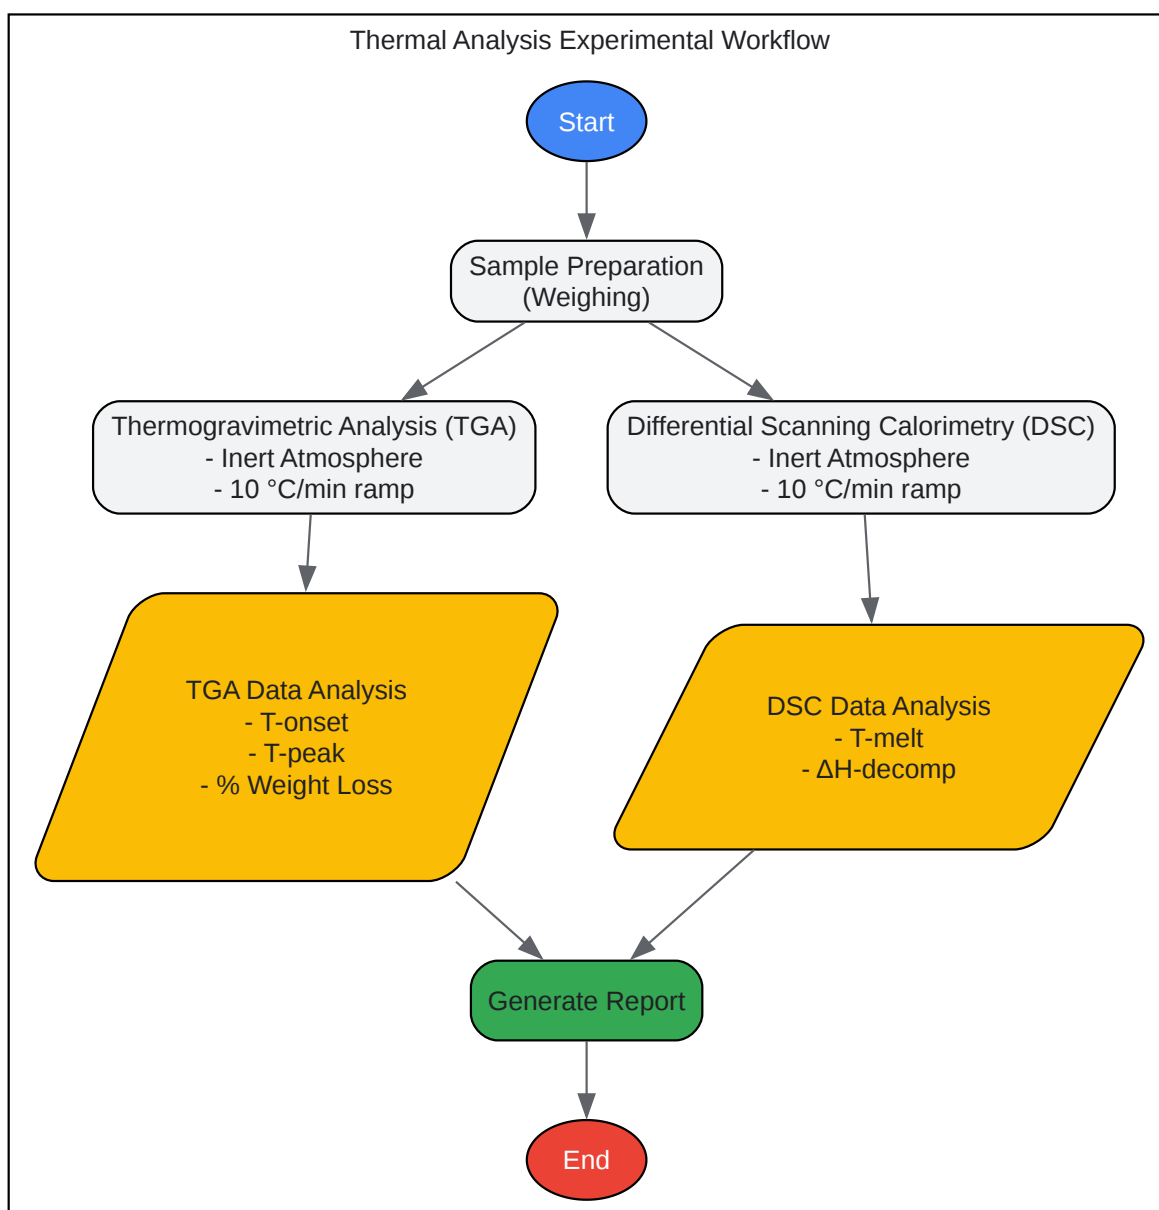 Thermal Analysis Experimental Workflow
Start
Sample Preparation
(Weighing)
Thermogravimetric Analysis (TGA)
- Inert Atmosphere
- 10 °C/min ramp
Differential Scanning Calorimetry (DSC)
- Inert Atmosphere
- 10 °C/min ramp
TGA Data Analysis
- T-onset
- T-peak
- % Weight Loss
DSC Data Analysis
- T-melt
- ΔH-decomp
Generate Report
End